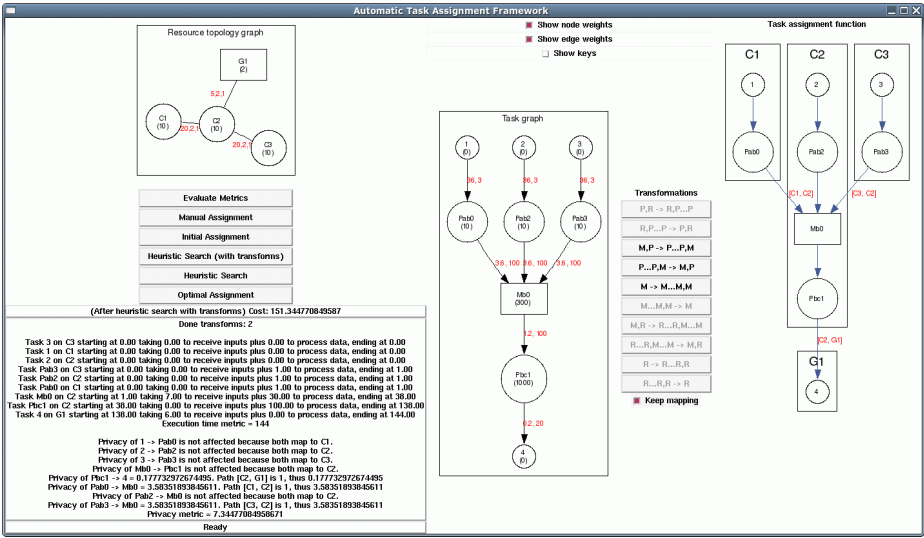 Automatic Task Assignment Framework
Resource topology graph
G1
(2)
5,2,1
C1
(10)
20,2,1
C2
(10)
20,2,1
C3
(10)
Evaluate Metrics
Manual Assignment
Initial Assignment
Heuristic Search (with transforms)
Heuristic Search
Optimal Assignment
(After heuristic search with transforms) Cost: 151.344770849587
Done transforms: 2
Task 3 on C3 starting at 0.00 taking 0.00 to receive inputs plus 0.00 to process data, ending at 0.00
Task 1 on C1 starting at 0.00 taking 0.00 to receive inputs plus 0.00 to process data, ending at 0.00
Task 2 on C2 starting at 0.00 taking 0.00 to receive inputs plus 0.00 to process data, ending at 0.00
Task Pab3 on C3 starting at 0.00 taking 0.00 to receive inputs plus 1.00 to process data, ending at 1.00
Task Pab2 on C2 starting at 0.00 taking 0.00 to receive inputs plus 1.00 to process data, ending at 1.00
Task Pab0 on C1 starting at 0.00 taking 0.00 to receive inputs plus 1.00 to process data, ending at 1.00
Task Mb0 on C2 starting at 1.00 taking 7.00 to receive inputs plus 30.00 to process data, ending at 38.00
Task Pbc1 on C2 starting at 38.00 taking 0.00 to receive inputs plus 100.00 to process data, ending at 138.00
Task 4 on G1 starting at 138.00 taking 6.00 to receive inputs plus 0.00 to process data, ending at 144.00
Execution time metric = 144
Privacy of 1 -> Pab0 is not affected because both map to C1.
Privacy of 2 -> Pab2 is not affected because both map to C2.
Privacy of 3 -> Pab3 is not affected because both map to C3.
Privacy of Mb0 -> Pbc1 is not affected because both map to C2.
Privacy of Pbc1 -> 4 = 0.177732972674495. Path [C2, G1] is 1, thus 0.177732972674495
Privacy of Pab0 -> Mb0 = 3.58351893845611. Path [C1, C2] is 1, thus 3.58351893845611
Privacy of Pab2 -> Mb0 is not affected because both map to C2.
Privacy of Pab3 -> Mb0 = 3.58351893845611. Path [C3, C2] is 1, thus 3.58351893845611
Privacy metric = 7.34477084958671
Ready
Show node weights
Show edge weights
Show keys
Task graph
1
(0)
2
(0)
3
(0)
36, 3
36, 3
36, 3
Pab0
(10)
Pab2
(10)
Pab3
(10)
3.6, 100
3.6, 100
3.6, 100
Mb0
(300)
1.2, 100
Pbc1
(1000)
0.2, 20
4
(0)
Transformations
P,R -> R,P...P
R,P...P -> P,R
M,P -> P...P,M
P...P,M -> M,P
M -> M...M,M
M...M,M -> M
M,R -> R...R,M...M
R...R,M...M -> M,R
R -> R...R,R
R...R,R -> R
Keep mapping
Task assignment function
C1
C2
C3
1
2
3
Pab0
Pab2
Pab3
[C1, C2]
[C3, C2]
Mb0
Pbc1
[C2, G1]
G1
4